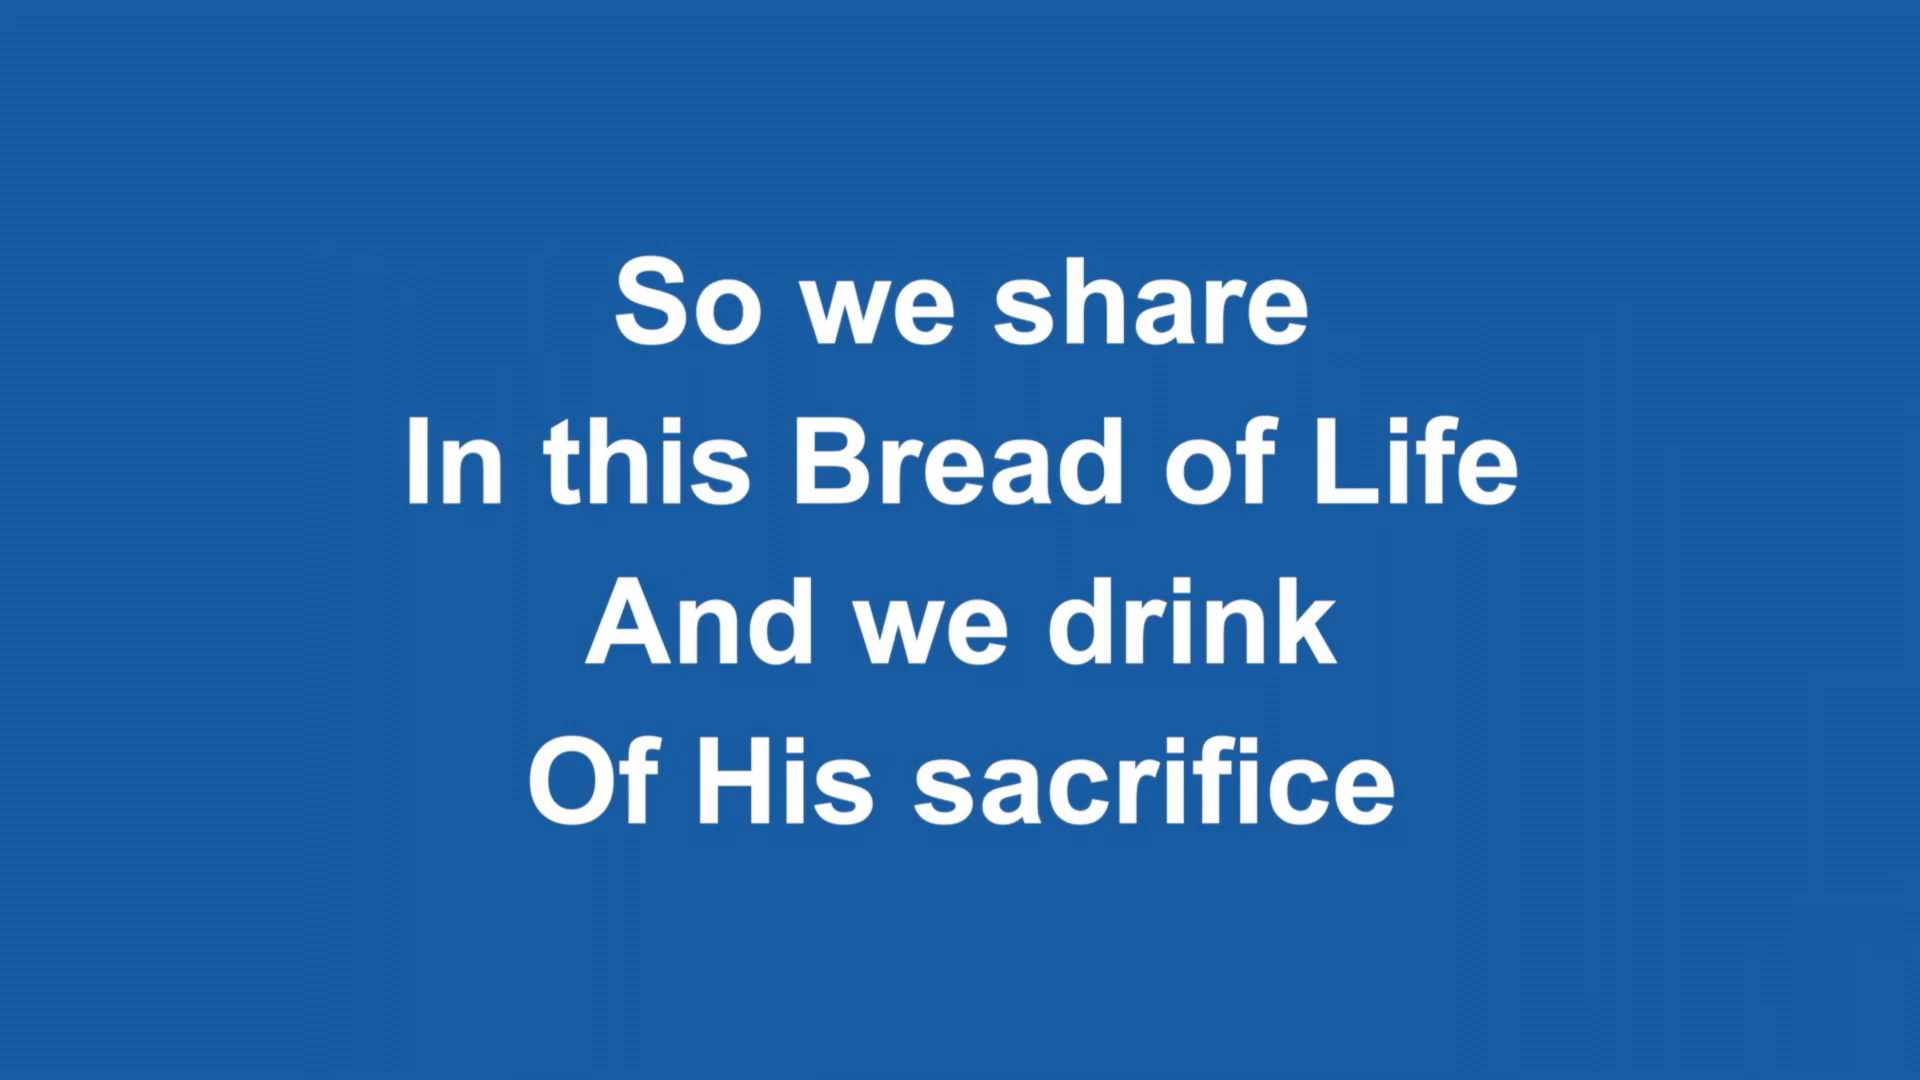 So we share
In this Bread of Life
And we drink
Of His sacrifice